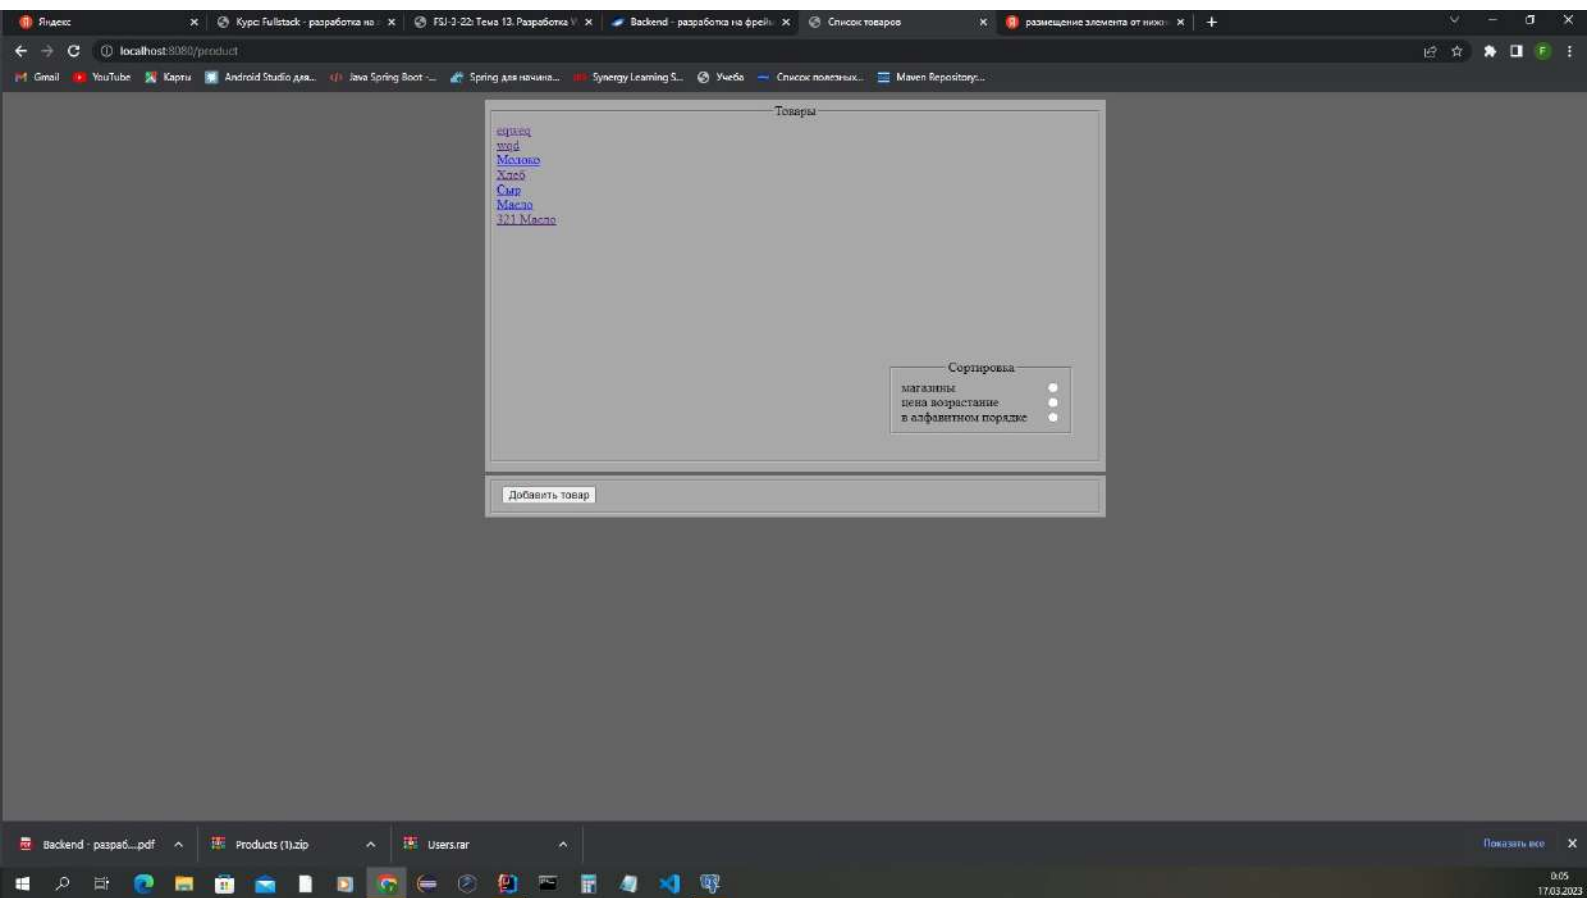 Яндекс
Курс: Fullstack - разработка на
FSJ-3-22: Тема 13. Разработка
Backend - разработка на фрей
Список товаров
размещение элемента от нижн
localhost:8080/product
Gmail
YouTube
Карты
Android Studio для...
Java Spring Boot -...
Spring для начина...
Synergy Learning S...
Учеба
Список полезных...
Maven Repository:...
Товары
eqweq
wqd
Молоко
Хлеб
Сыр
Масло
321 Масло
Сортировка
магазины
цена возрастание
в алфавитном порядке
Добавить товар
Backend - разраб....pdf
Products (1).zip
Users.rar
Показать все
0:05
17.03.2023